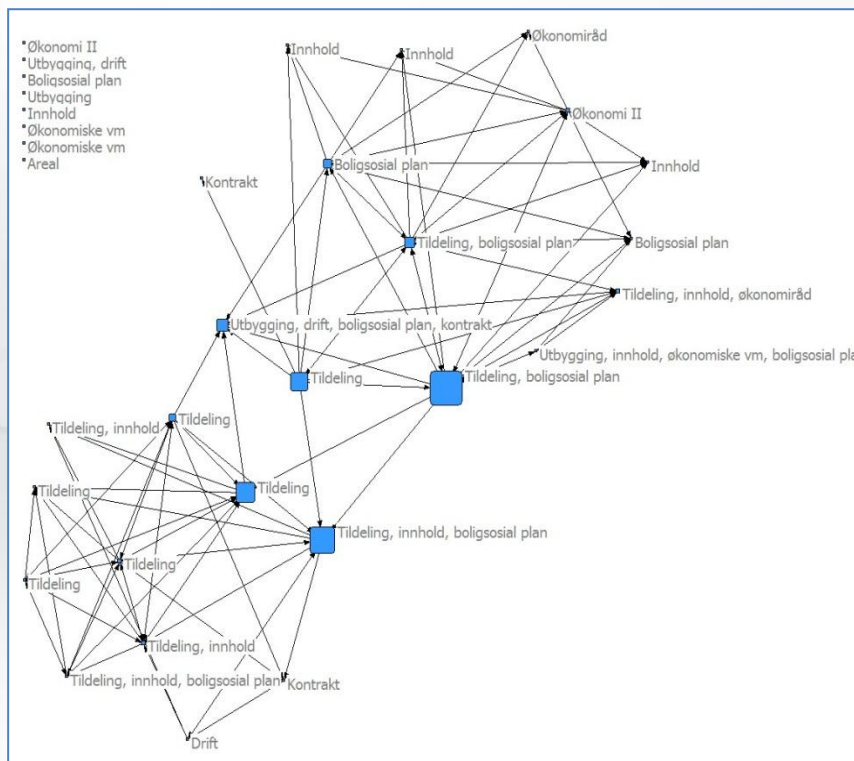 Økonomi II
Utbygging, drift
Boligsosial plan
Utbygging
Innhold
Økonomiske vm
Økonomiske vm
Areal
Økonomiråd
Innhold
Innhold
Økonomi II
Boligsosial plan
Innhold
Kontrakt
Tildeling, boligsosial plan
Boligsosial plan
Tildeling, innhold, økonomiråd
Utbygging, drift, boligsosial plan, kontrakt
Utbygging, innhold, økonomiske vm, boligsosial pla
Tildeling
Tildeling, boligsosial plan
Tildeling
Tildeling, innhold
Tildeling
Tildeling
Tildeling, innhold, boligsosial plan
Tildeling
Tildeling
Tildeling, innhold
Tildeling, innhold, boligsosial plan
Kontrakt
Drift